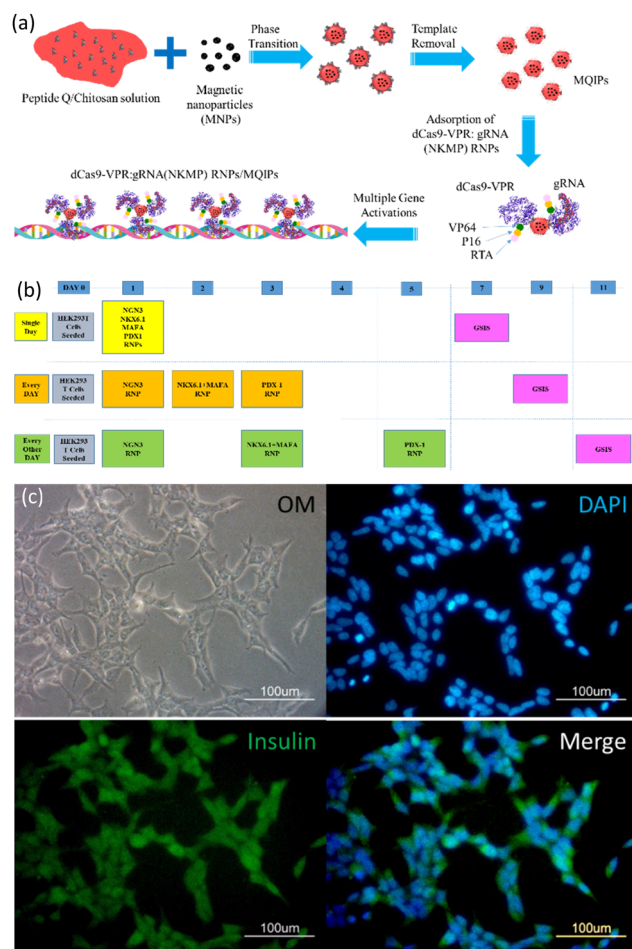 (a)
Phase
Transition
Template
Removal
Peptide Q/Chitosan solution
Magnetic
nanoparticles
(MNPs)
MQIPs
Adsorption of
dCas9-VPR: gRNA
(NKMP) RNPs
dCas9-VPR:gRNA(NKMP) RNPs/MQIPs
dCas9-VPR
gRNA
Multiple Gene
Activations
VP64
P16
RTA
(b)
DAY 0
1
2
3
4
5
7
9
11
Single
Day
HEK293T
Cells
Seeded
NGN3
NKX6.1
MAFA
PDX1
RNPs
GSIS
Every
DAY
HEK293
T Cells
Seeded
NGN3
RNP
NKX6.1+MAFA
RNP
PDX-1
RNP
GSIS
Every
Other
DAY
HEK293
T Cells
Seeded
NGN3
RNP
NKX6.1+MAFA
RNP
PDX-1
RNP
GSIS
(c)
OM
DAPI
100um
100um
Insulin
Merge
100um
100um